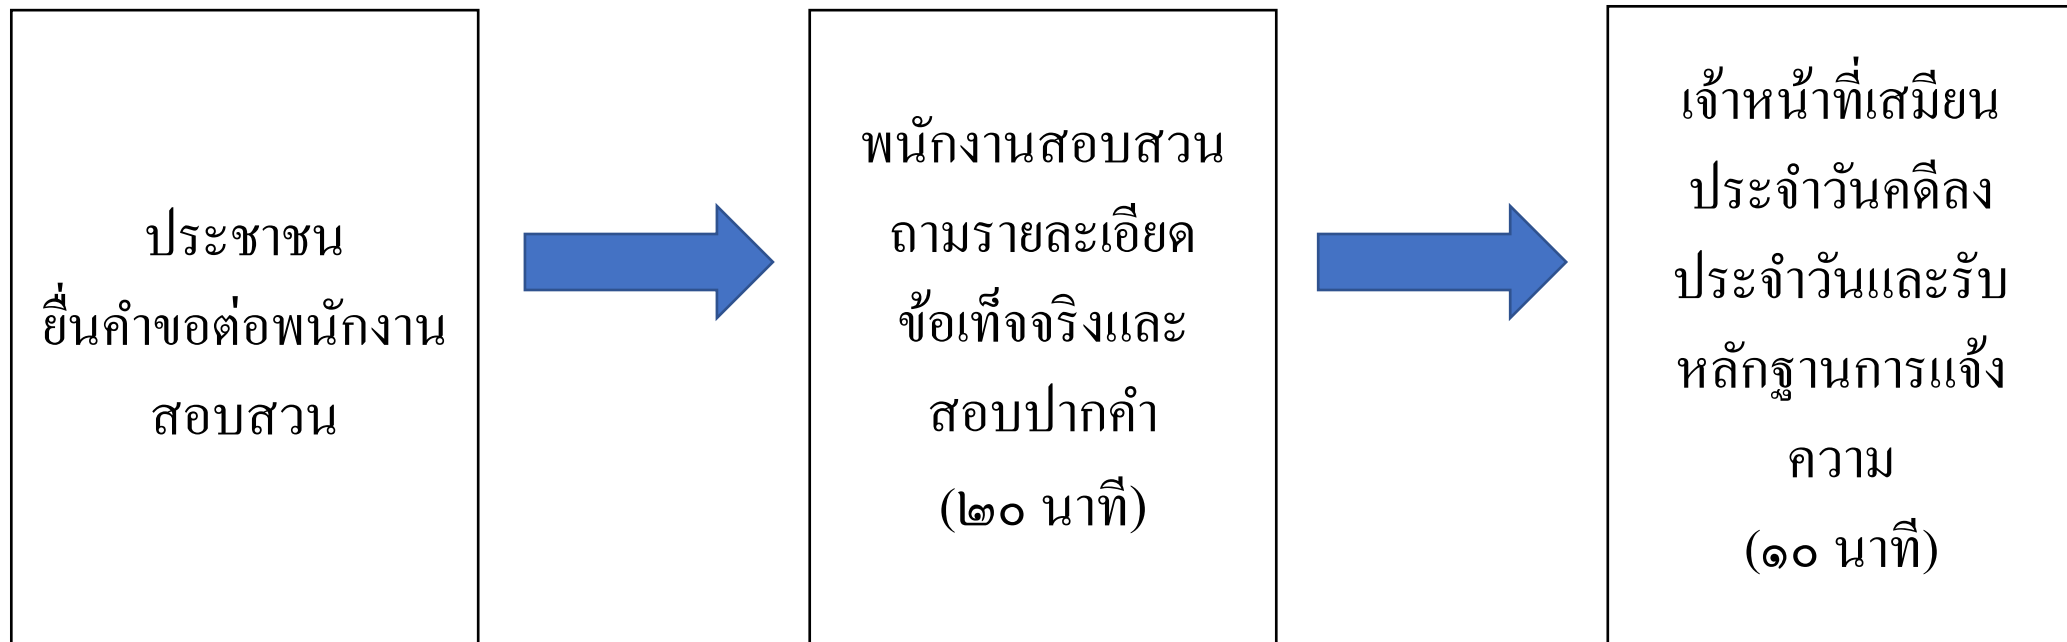 ประชาชน
ยื่นคำขอต่อพนักงาน
สอบสวน
พนักงานสอบสวน
ถามรายละเอียด
ข้อเท็จจริงและ
สอบปากคำ
(๒๐ นาที)
เจ้าหน้าที่เสมียน
ประจำวันคดีลง
ประจำวันและรับ
หลักฐานการแจ้ง
ความ
(๑๐ นาที)